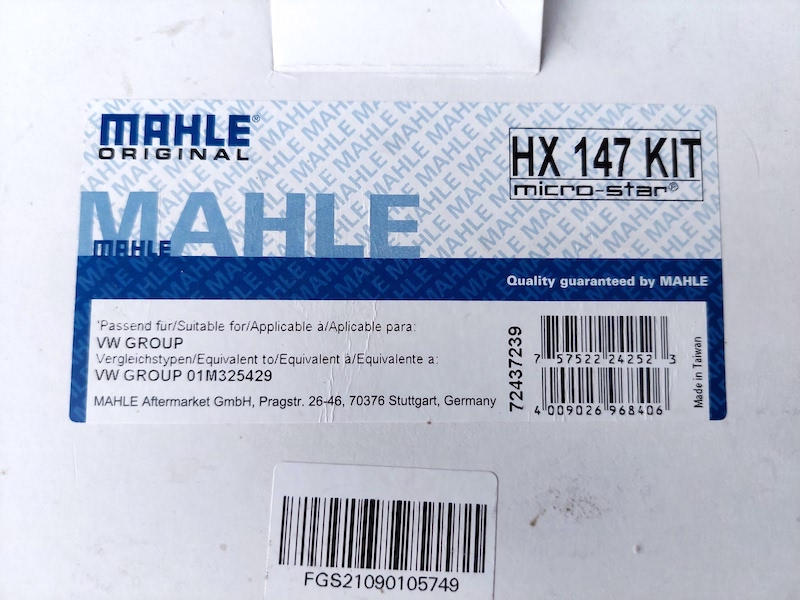 MAHLE®
ORIGINAL
HX 147 KIT
micro-star®
MAHLE
MAHLE
Quality guaranteed by MAHLE
*Passend für/Suitable for/Applicable à/Aplicable para:
VW GROUP
Vergleichstypen/Equivalent to/Equivalent à/Equivalente a:
VW GROUP 01M325429
MAHLE Aftermarket GmbH, Pragstr. 26-46, 70376 Stuttgart, Germany
72437239
7 57522 24252 3
4 009026 968406
Made in Taiwan
FGS21090105749